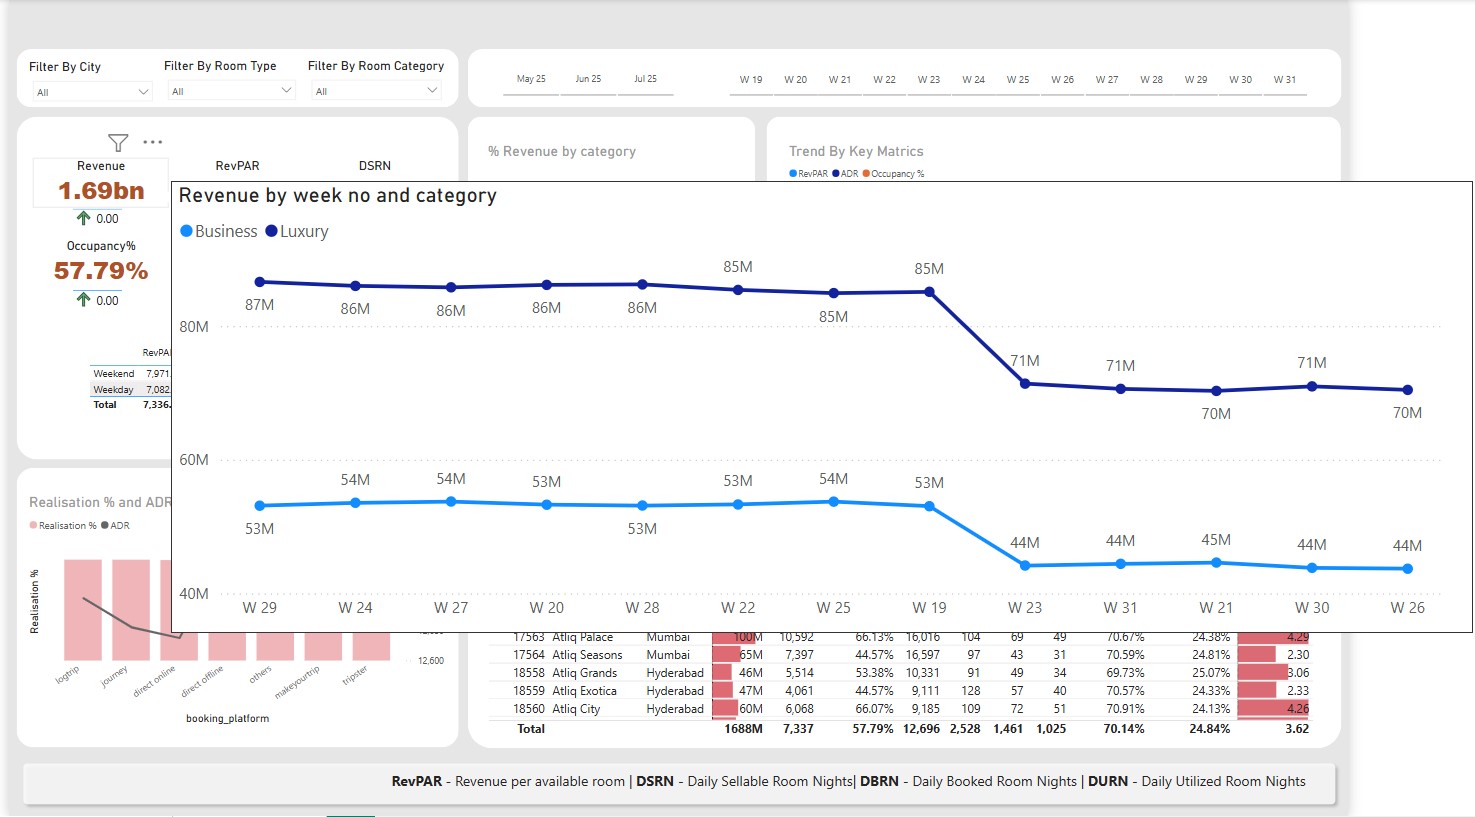 Filter By City
All
Filter By Room Type
All
Filter By Room Category
All
May 25 Jun 25 Jul 25
W 19 W 20 W 21 W 22 W 23 W 24 W 25 W 26 W 27 W 28 W 29 W 30 W 31
Revenue
1.69bn
0.00
RevPAR
DSRN
Occupancy%
57.79%
0.00
% Revenue by category
Trend By Key Matrics
RevPAR ADR Occupancy %
Revenue by week no and category
Business Luxury
85M 85M
87M 86M 86M 86M 86M 85M
80M
71M 71M 71M
70M 70M
60M
54M 54M 53M 53M 54M 53M
53M 53M
44M 44M 45M 44M 44M
40M
W 29 W 24 W 27 W 20 W 28 W 22 W 25 W 19 W 23 W 31 W 21 W 30 W 26
Weekend 7,971
Weekday 7,082
Total 7,336.
Realisation % and ADR
Realisation % ADR
Realisation %
12,600
logtrip journey direct online direct offline others makeyourtrip tripster
booking_platform
17563 Atliq Palace Mumbai 100M 10,592 66.13% 16,016 104 69 49 70.67% 24.38% 4.29
17564 Atliq Seasons Mumbai 65M 7,397 44.57% 16,597 97 43 31 70.59% 24.81% 2.30
18558 Atliq Grands Hyderabad 46M 5,514 53.38% 10,331 91 49 34 69.73% 25.07% 3.06
18559 Atliq Exotica Hyderabad 47M 4,061 44.57% 9,111 128 57 40 70.57% 24.33% 2.33
18560 Atliq City Hyderabad 60M 6,068 66.07% 9,185 109 72 51 70.91% 24.13% 4.26
Total 1688M 7,337 57.79% 12,696 2,528 1,461 1,025 70.14% 24.84% 3.62
RevPAR - Revenue per available room | DSRN - Daily Sellable Room Nights| DBRN - Daily Booked Room Nights | DURN - Daily Utilized Room Nights